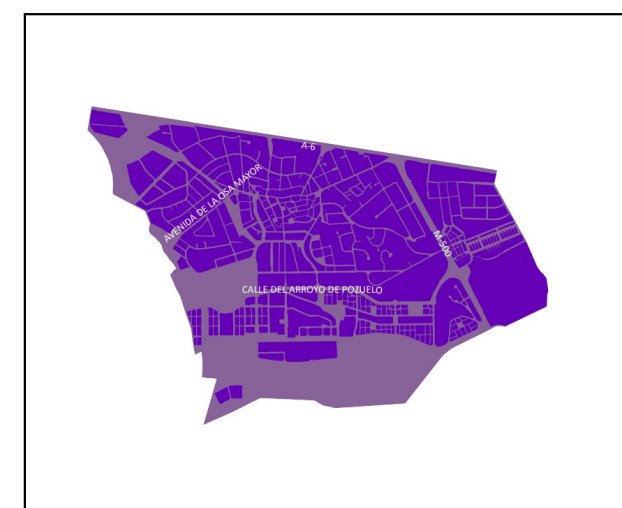 A-6
AVENIDA DE LA OSA MAYOR
M-500
CALLE DEL ARROYO DE POZUELO